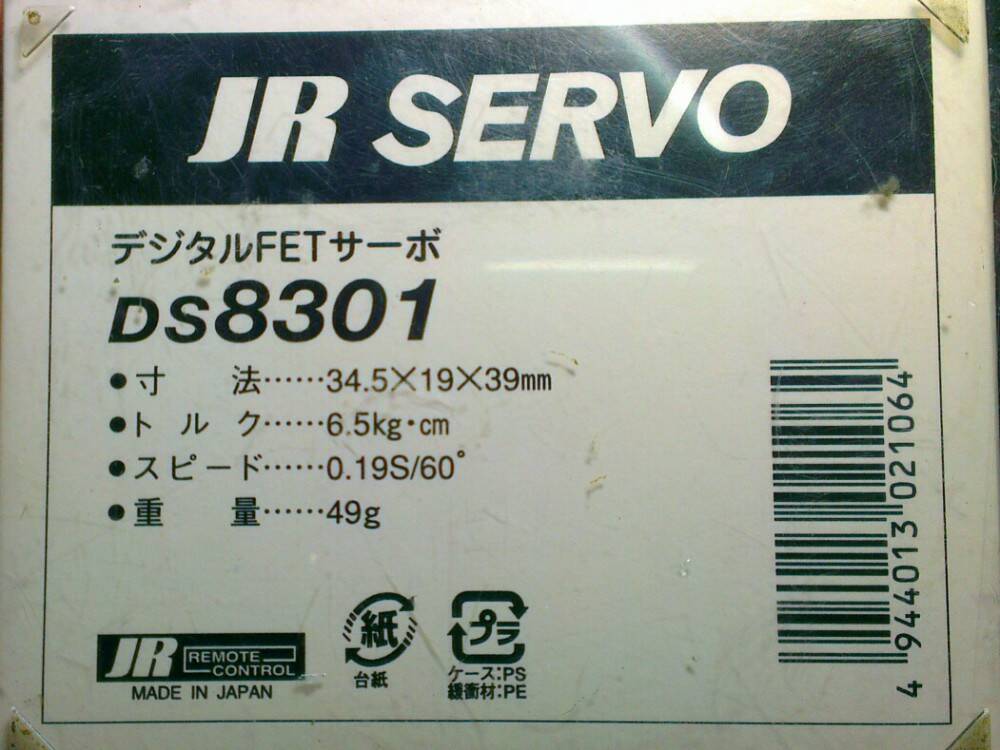 JR SERVO
デジタルFETサーボ
DS8301
●寸　　法……34.5×19×39mm
●ト ル ク……6.5kg・cm
●スピード……0.19S/60°
●重　　量……49g
JR REMOTE CONTROL
MADE IN JAPAN
紙
台紙
プラ
ケース:PS
緩衝材:PE
4 944013 021064